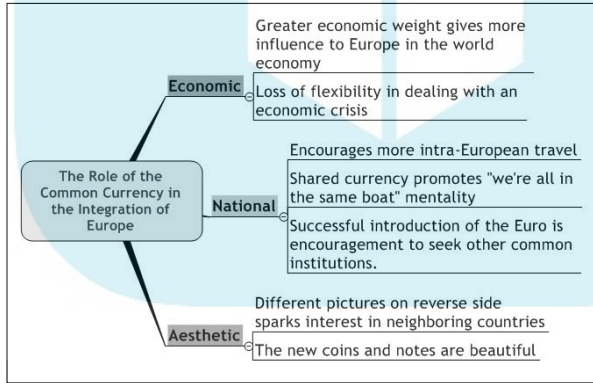 The Role of the
Common Currency in
the Integration of
Europe
Economic
Greater economic weight gives more
influence to Europe in the world
economy
Loss of flexibility in dealing with an
economic crisis
National
Encourages more intra-European travel
Shared currency promotes "we're all in
the same boat" mentality
Successful introduction of the Euro is
encouragement to seek other common
institutions.
Aesthetic
Different pictures on reverse side
sparks interest in neighboring countries
The new coins and notes are beautiful